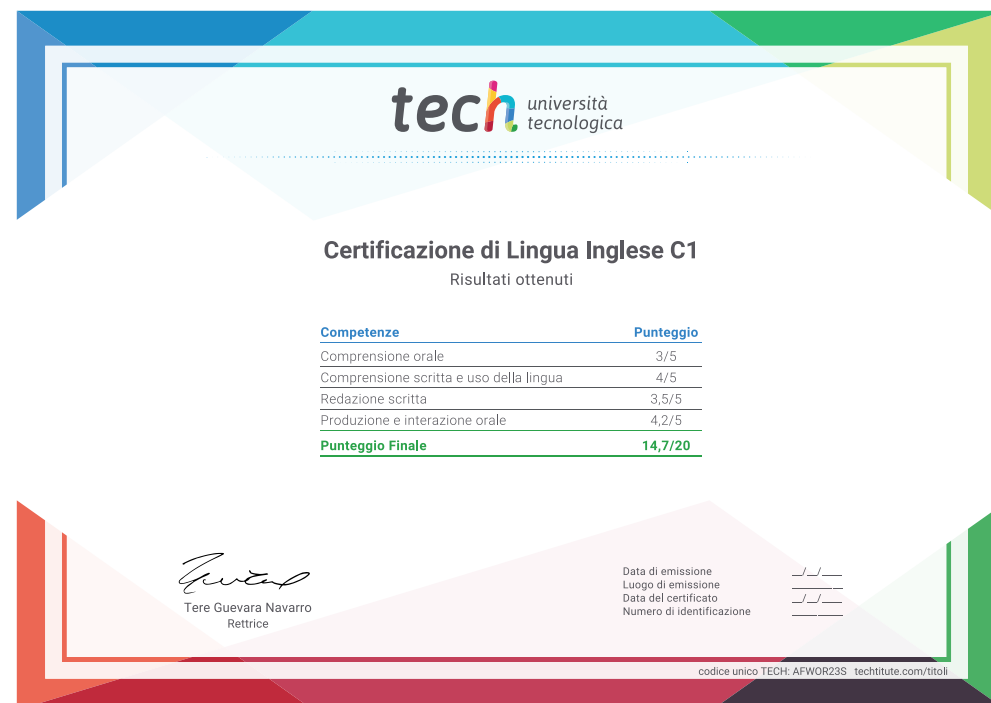 tech università
tecnologica
Certificazione di Lingua Inglese C1
Risultati ottenuti
Competenze Punteggio
Comprensione orale 3/5
Comprensione scritta e uso della lingua 4/5
Redazione scritta 3,5/5
Produzione e interazione orale 4,2/5
Punteggio Finale 14,7/20
Tere Guevara Navarro
Rettrice
Data di emissione __/__/____
Luogo di emissione __________
Data del certificato __/__/____
Numero di identificazione __________
codice unico TECH: AFWOR23S techtitute.com/titoli